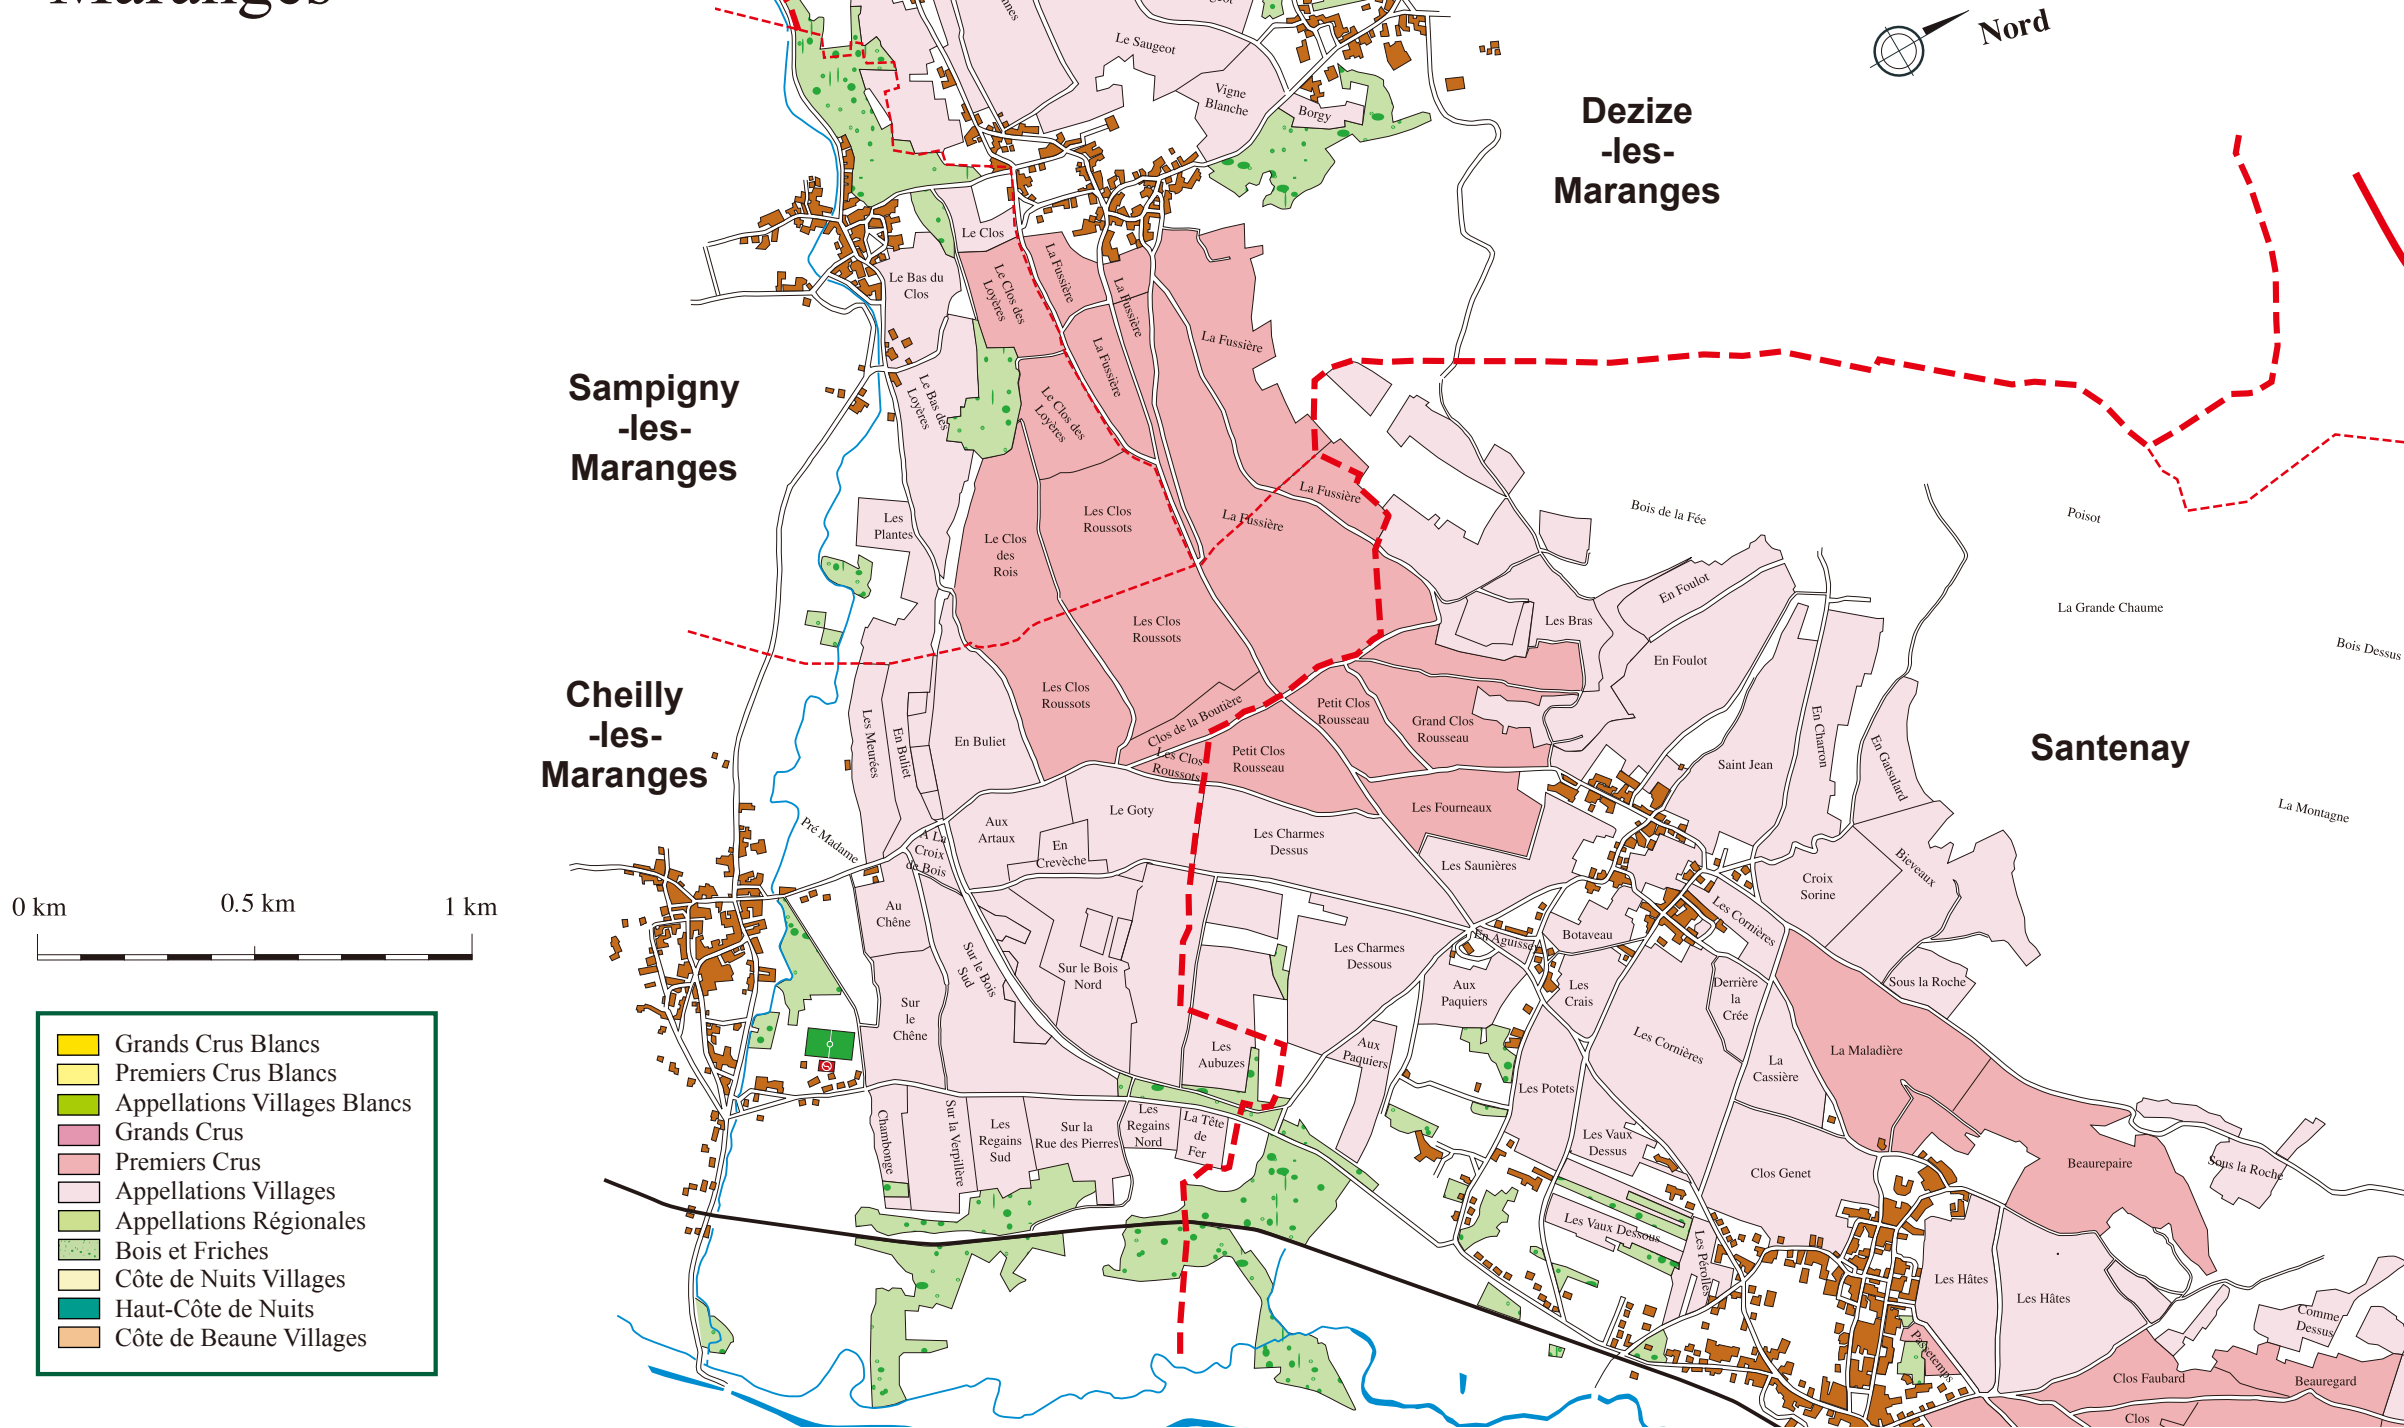 Maranges
Nord
Le Saugeot
Vigne
Blanche
Borgy
Dezize
-les-
Maranges
Le Clos
Le Bas du
Clos
Le Clos des
Loyères
La Fussière
La Fussière
La Fussière
La Fussière
Sampigny
-les-
Maranges
Le Bas des
Loyères
Le Clos des
Loyères
Les
Plantes
Le Clos
des
Rois
Les Clos
Roussots
La Fussière
La Fussière
Bois de la Fée
Poisot
La Grande Chaume
Bois Dessus
En Foulot
Les Bras
En Foulot
Les Clos
Roussots
Les Clos
Roussots
Cheilly
-les-
Maranges
Les Meurées
En Buliet
En Buliet
Clos de la Boutière
Les Clos
Roussots
Petit Clos
Rousseau
Petit Clos
Rousseau
Grand Clos
Rousseau
Saint Jean
En Charron
En Gatsulard
Santenay
La Montagne
Les Fourneaux
Le Goty
Aux
Artaux
En
Crevèche
Pré Madame
A La
Croix
de Bois
Les Charmes
Dessus
Les Saunières
Croix
Sorine
Bieveaux
0 km
0.5 km
1 km
Au
Chêne
Sur le Bois
Sud
Sur le Bois
Nord
Les Charmes
Dessous
En Aguisse
Botaveau
Les Cornières
Sous la Roche
Aux
Paquiers
Les
Crais
Derrière
la
Crée
Sur
le
Chêne
Les
Aubuzes
Aux
Paquiers
Les Cornières
La
Cassière
La Maladière
Les Potets
Grands Crus Blancs
Premiers Crus Blancs
Appellations Villages Blancs
Grands Crus
Premiers Crus
Appellations Villages
Appellations Régionales
Bois et Friches
Côte de Nuits Villages
Haut-Côte de Nuits
Côte de Beaune Villages
Chambonge
Sur la Verpillère
Les
Regains
Sud
Sur la
Rue des Pierres
Les
Regains
Nord
La Tête
de
Fer
Les Vaux
Dessus
Clos Genet
Beaurepaire
Sous la Roche
Les Vaux Dessous
Les Pérolles
Les Hâtes
Les Hâtes
Comme
Dessus
Passetemps
Clos Faubard
Beauregard
Clos